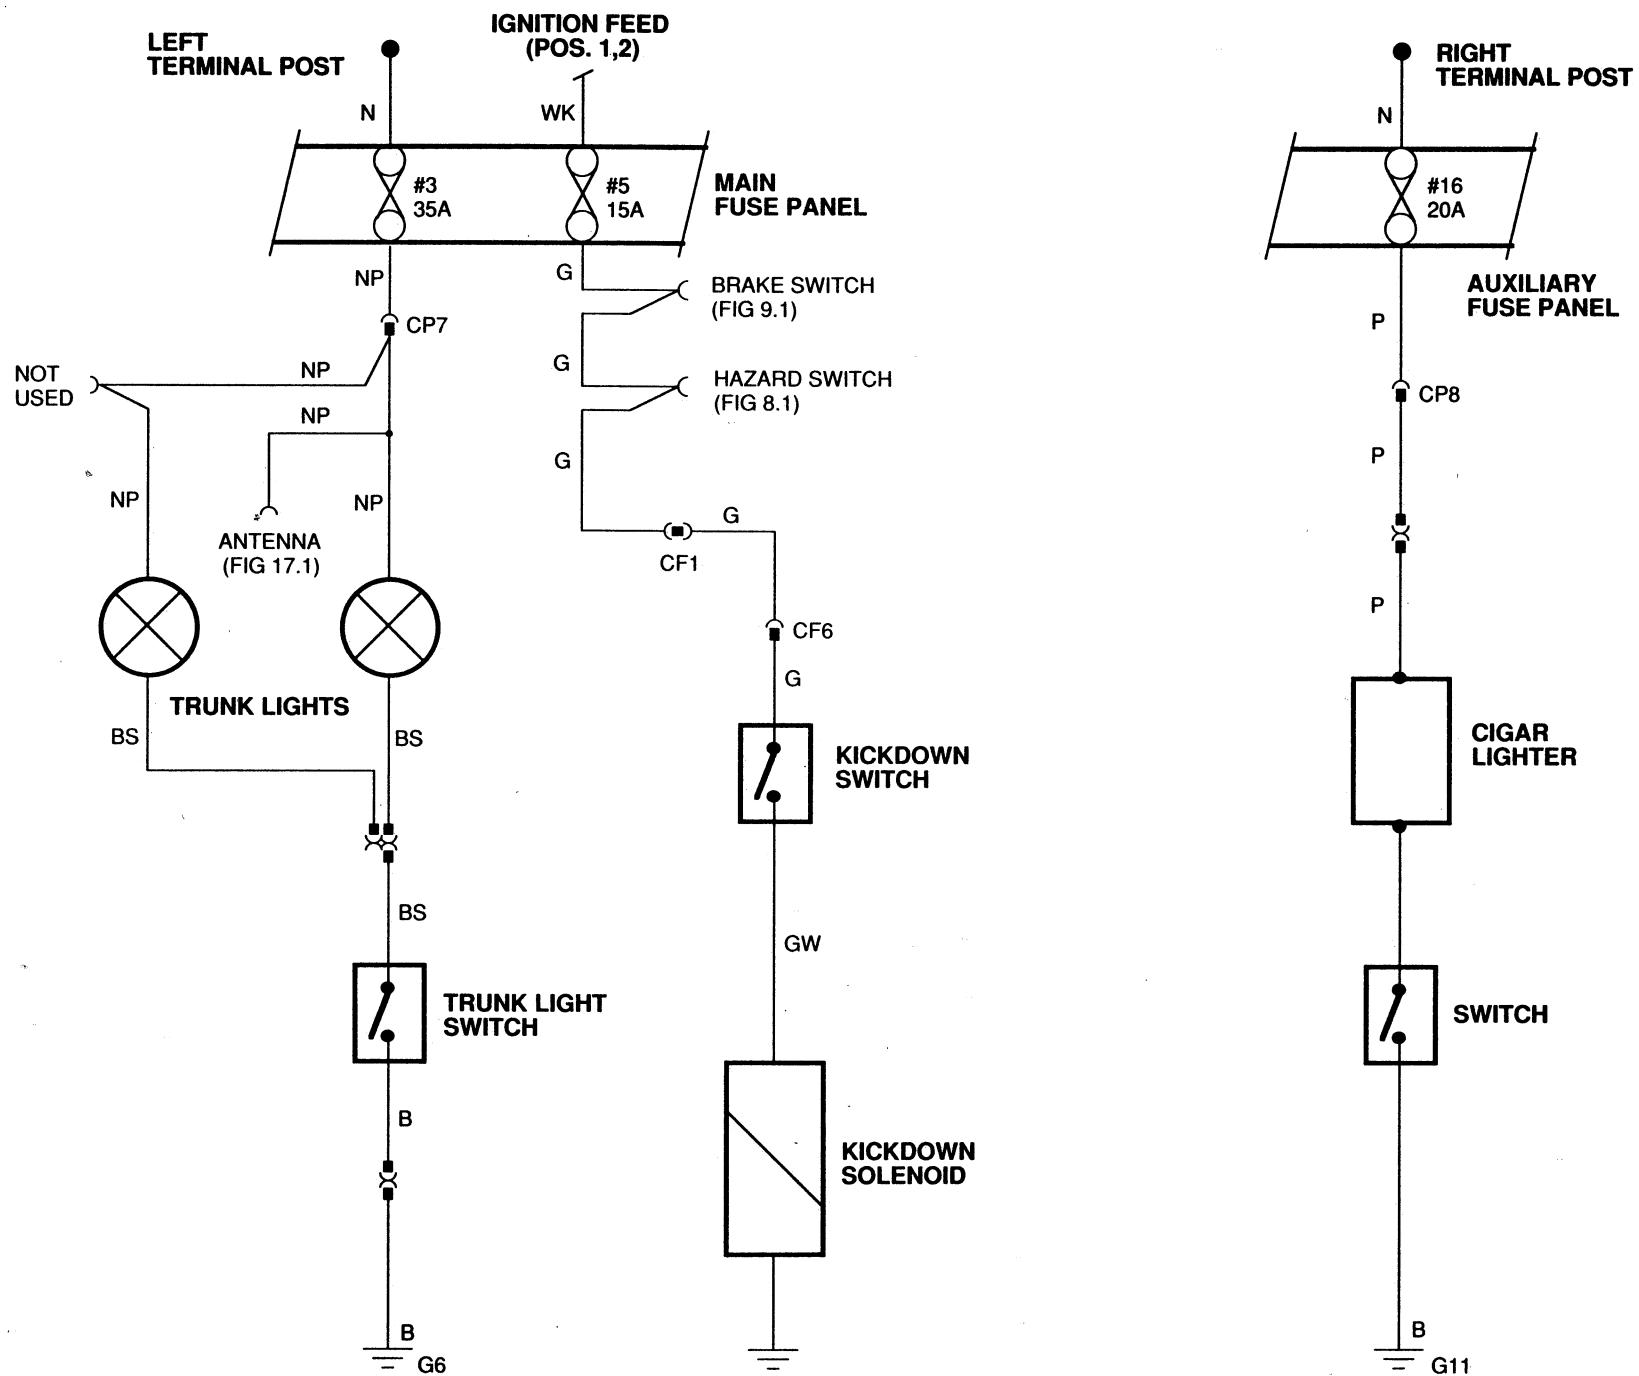 LEFT
TERMINAL POST
IGNITION FEED
(POS. 1,2)
RIGHT
TERMINAL POST
N
WK
N
#3
35A
#5
15A
MAIN
FUSE PANEL
#16
20A
AUXILIARY
FUSE PANEL
NP
G
BRAKE SWITCH
(FIG 9.1)
CP7
P
NOT
USED
NP
G
HAZARD SWITCH
(FIG 8.1)
CP8
NP
G
P
NP
NP
ANTENNA
(FIG 17.1)
G
CF1
P
CF6
G
TRUNK LIGHTS
BS
BS
KICKDOWN
SWITCH
CIGAR
LIGHTER
BS
GW
TRUNK LIGHT
SWITCH
SWITCH
B
KICKDOWN
SOLENOID
B
G6
B
G11